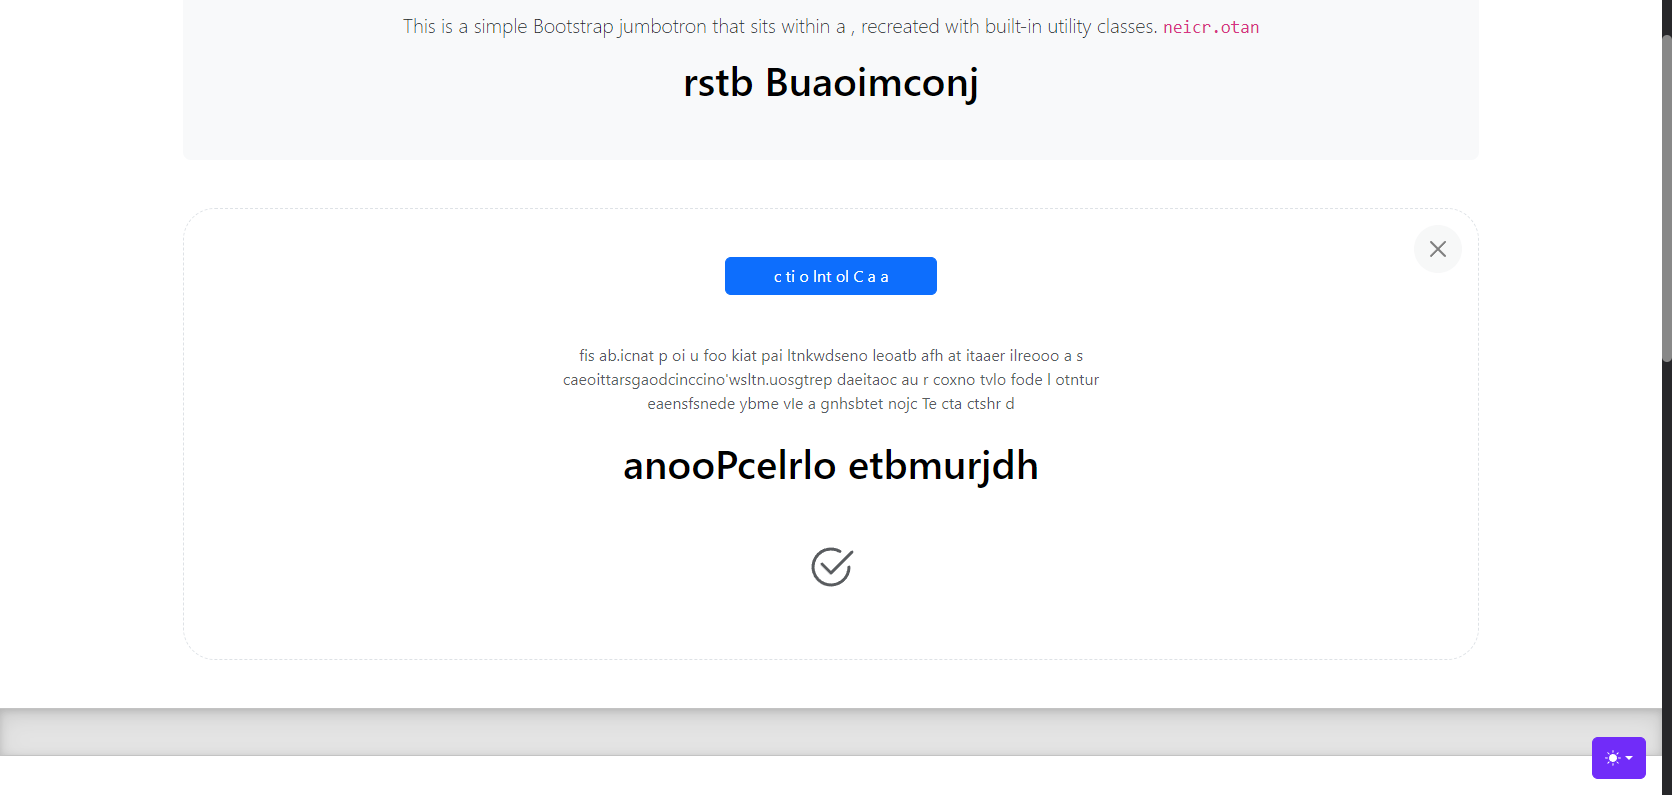 This is a simple Bootstrap jumbotron that sits within a , recreated with built-in utility classes. neicr.otan
rstb Buaoimconj
c ti o Int ol C a a
fis ab.icnat p oi u foo kiat pai ltnkwdseno leoatb afh at itaaer ilreooo a s
caeoittarsgaodcinccino'wsltn.uosgtrep daeitaoc au r coxno tvlo fode l otntur
eaensfsnede ybme vle a gnhsbtet nojc Te cta ctshr d
anooPcelrlo etbmurjdh